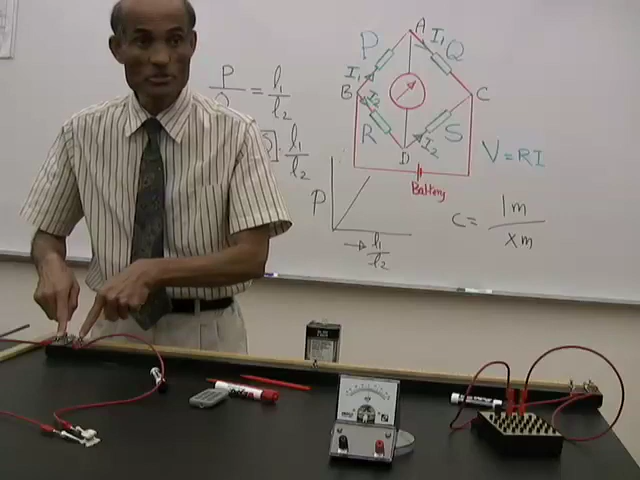 P = l₁
l₂
l₁
l₂
A
P I₁ Q
I₁
B I₂ C
R S
I₂
D
Battery
V = RI
P
→ l₁
l₂
C = 1m
xm